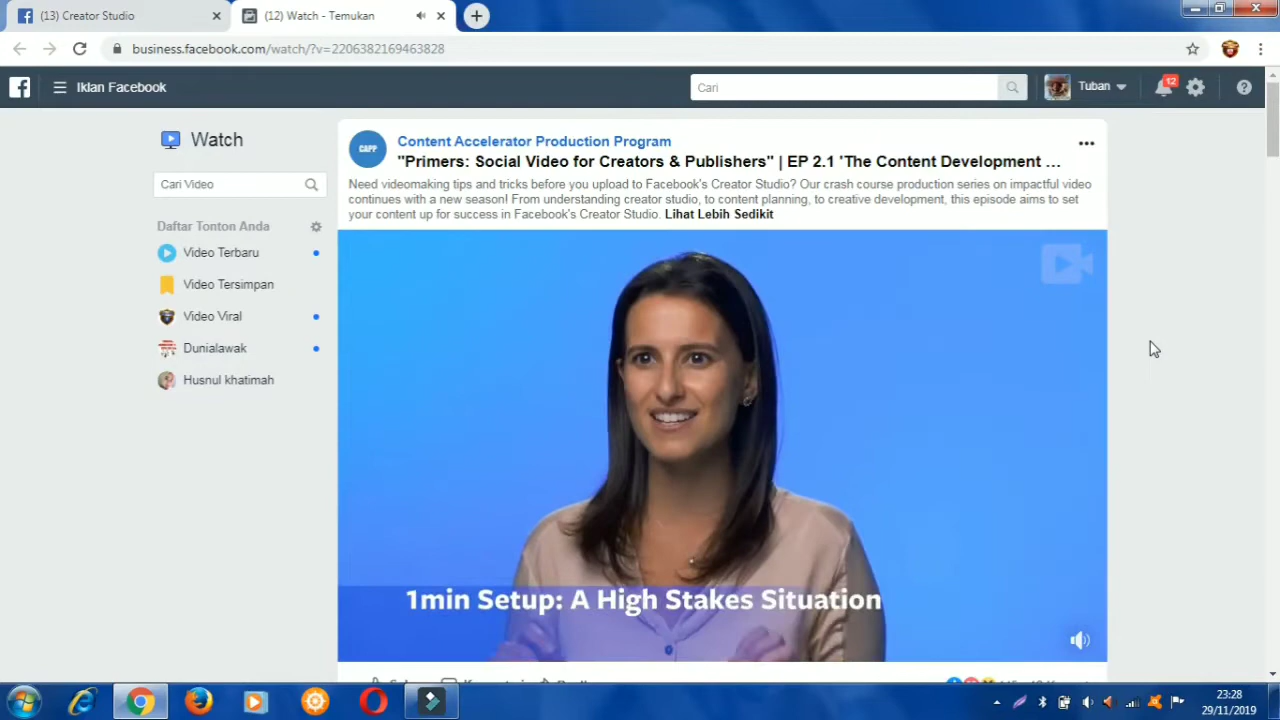 (13) Creator Studio
(12) Watch - Temukan
business.facebook.com/watch/?v=2206382169463828
Iklan Facebook
Cari
Tuban
12
Watch
Cari Video
Daftar Tonton Anda
Video Terbaru
Video Tersimpan
Video Viral
Dunialawak
Husnul khatimah
CAPP
Content Accelerator Production Program
"Primers: Social Video for Creators & Publishers" | EP 2.1 'The Content Development ...
Need videomaking tips and tricks before you upload to Facebook's Creator Studio? Our crash course production series on impactful video
continues with a new season! From understanding creator studio, to content planning, to creative development, this episode aims to set
your content up for success in Facebook's Creator Studio. Lihat Lebih Sedikit
1min Setup: A High Stakes Situation
23:28
29/11/2019